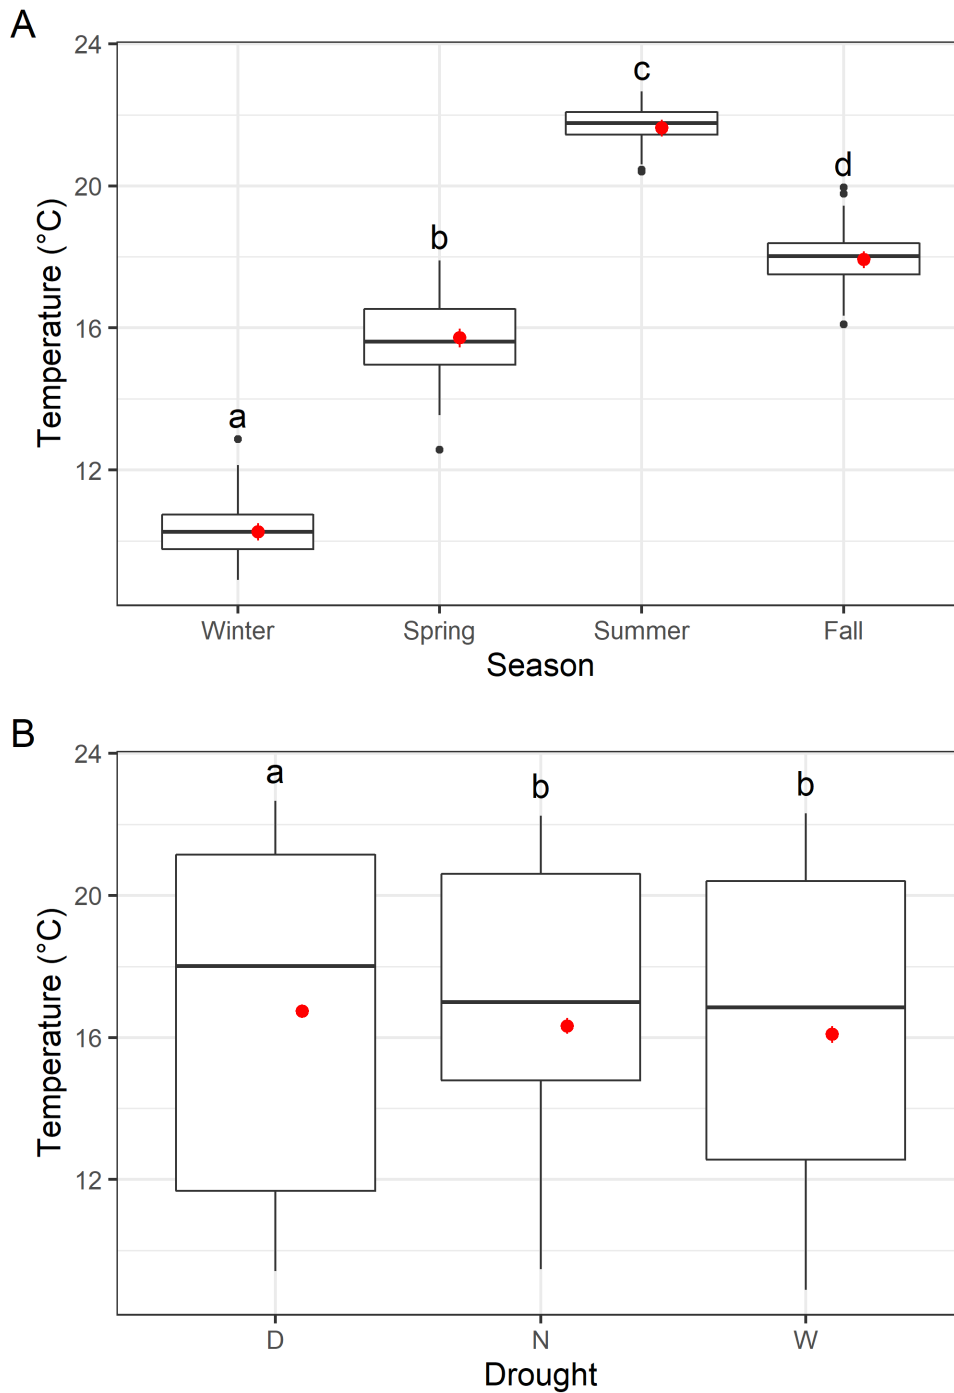 A
24
20
16
12
Temperature (°C)
a
b
c
d
Winter Spring Summer Fall
Season
B
24
20
16
12
Temperature (°C)
a
b
b
D N W
Drought